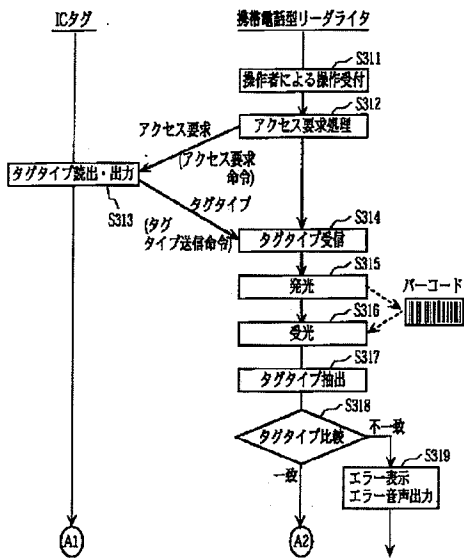 ICタグ
携帯電話型リーダライタ
S311
操作者による操作受付
S312
アクセス要求処理
アクセス要求
(アクセス要求
命令)
タグタイプ読出・出力
S313
タグタイプ
(タグ
タイプ送信命令)
S314
タグタイプ受信
S315
発光
バーコード
S316
受光
S317
タグタイプ抽出
S318
タグタイプ比較
不一致
一致
S319
エラー表示
エラー音声出力
A1
A2